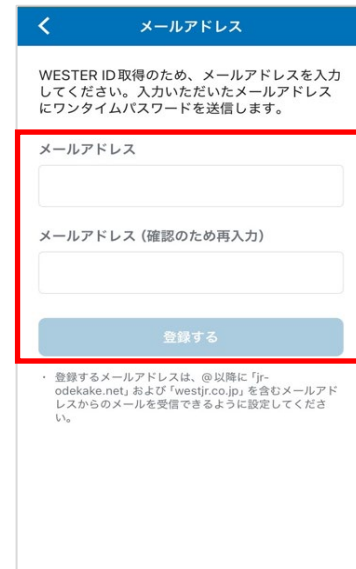 メールアドレス
WESTER ID取得のため、メールアドレスを入力
してください。入力いただいたメールアドレス
にワンタイムパスワードを送信します。
メールアドレス
メールアドレス（確認のため再入力）
登録する
・ 登録するメールアドレスは、@以降に「jr-
odekake.net」および「westjr.co.jp」を含むメールアド
レスからのメールを受信できるように設定してくださ
い。